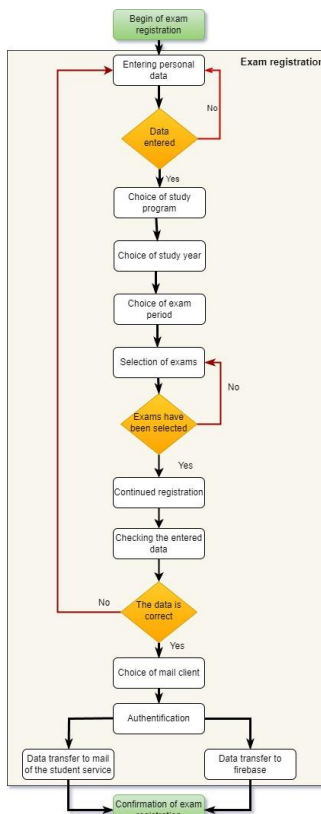 Begin of exam
registration
Exam registration
Entering personal
data
No
Data
entered
Yes
Choice of study
program
Choice of study year
Choice of exam
period
Selection of exams
No
Exams have
been selected
Yes
Continued registration
Checking the entered
data
No
The data is
correct
Yes
Choice of mail client
Authentification
Data transfer to mail
of the student service
Data transfer to
firebase
Confirmation of exam
registration